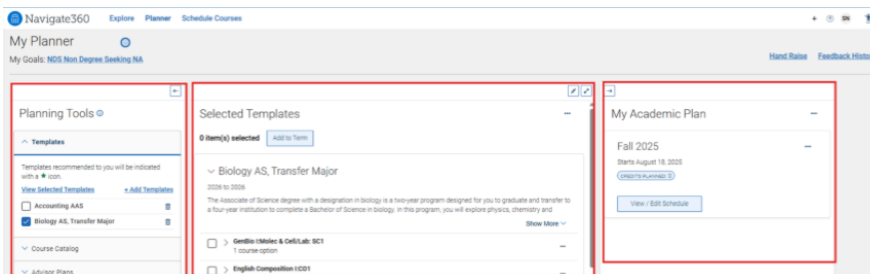 Navigate360 Explore Planner Schedule Courses
SN
My Planner
My Goals: NDS Non Degree Seeking.NA
Hand Raise Feedback Histo
Planning Tools
Templates
Templates recommended to you will be indicated
with a ★ icon.
View Selected Templates + Add Templates
Accounting AAS
Biology AS, Transfer Major
Course Catalog
Advisor Plans
Selected Templates
0 item(s) selected Add to Term
Biology AS, Transfer Major
2026 to 2026
The Associate of Science degree with a designation in biology is a two-year program designed for you to graduate and transfer to
a four-year institution to complete a Bachelor of Science in biology. In this program, you will explore physics, chemistry and
Show More
GenBio I:Molec & Cell/Lab: SC1
1 course option
English Composition I:CO1
My Academic Plan
Fall 2025
Starts August 18, 2025
CREDITS PLANNED: 0
View / Edit Schedule